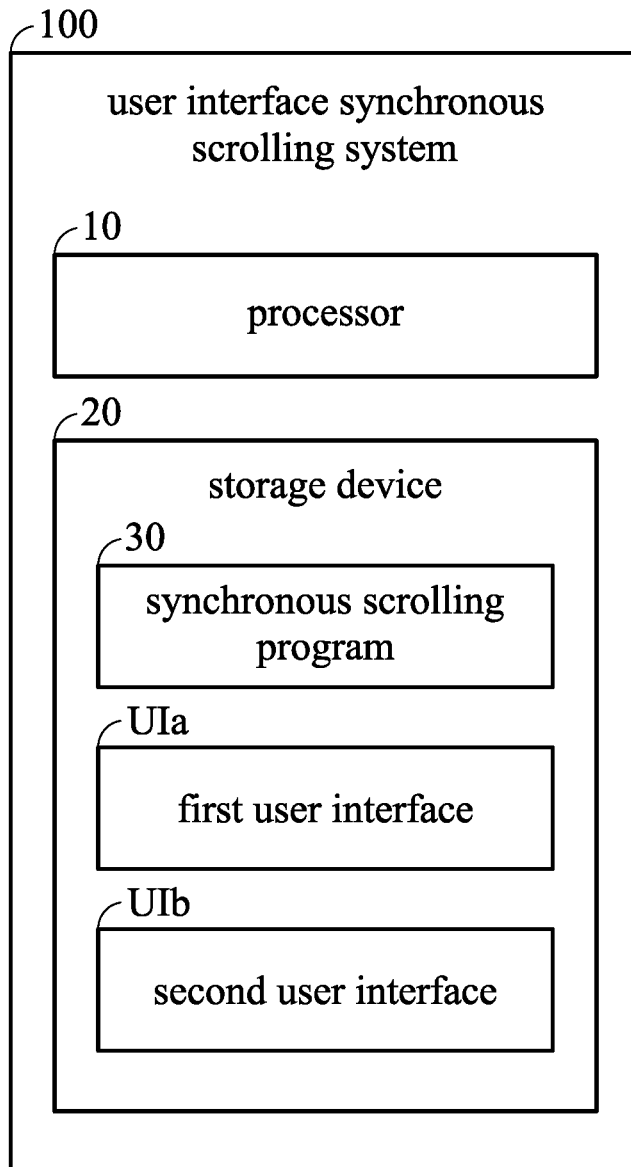 100
user interface synchronous
scrolling system
10
processor
20
storage device
30
synchronous scrolling
program
UIa
first user interface
UIb
second user interface